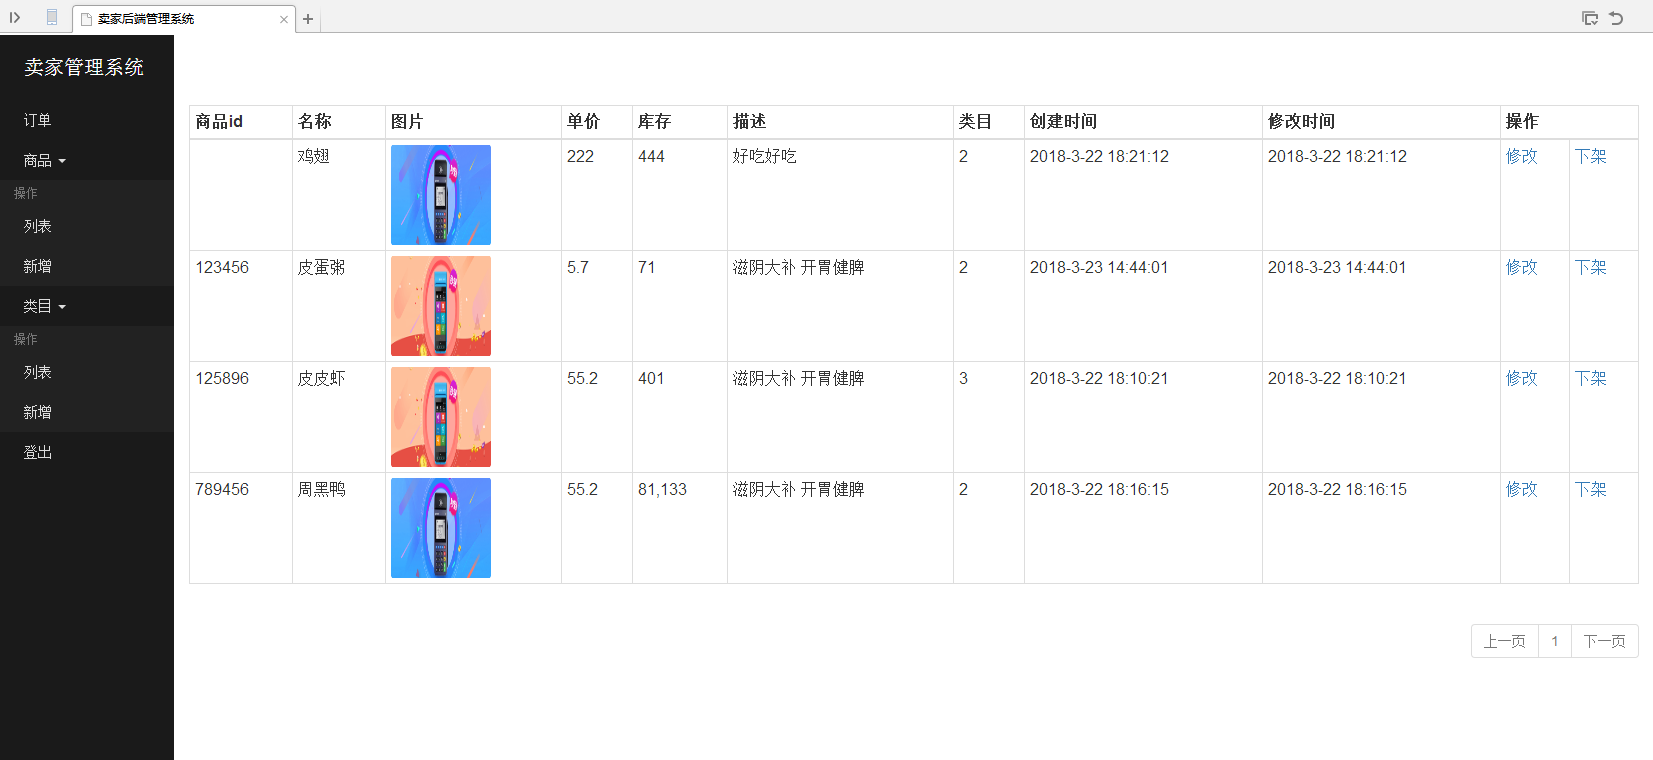 卖家后端管理系统
卖家管理系统
订单
商品
操作
列表
新增
类目
操作
列表
新增
登出
商品id 名称 图片 单价 库存 描述 类目 创建时间 修改时间 操作
鸡翅 222 444 好吃好吃 2 2018-3-22 18:21:12 2018-3-22 18:21:12 修改 下架
123456 皮蛋粥 5.7 71 滋阴大补 开胃健脾 2 2018-3-23 14:44:01 2018-3-23 14:44:01 修改 下架
125896 皮皮虾 55.2 401 滋阴大补 开胃健脾 3 2018-3-22 18:10:21 2018-3-22 18:10:21 修改 下架
789456 周黑鸭 55.2 81,133 滋阴大补 开胃健脾 2 2018-3-22 18:16:15 2018-3-22 18:16:15 修改 下架
上一页 1 下一页